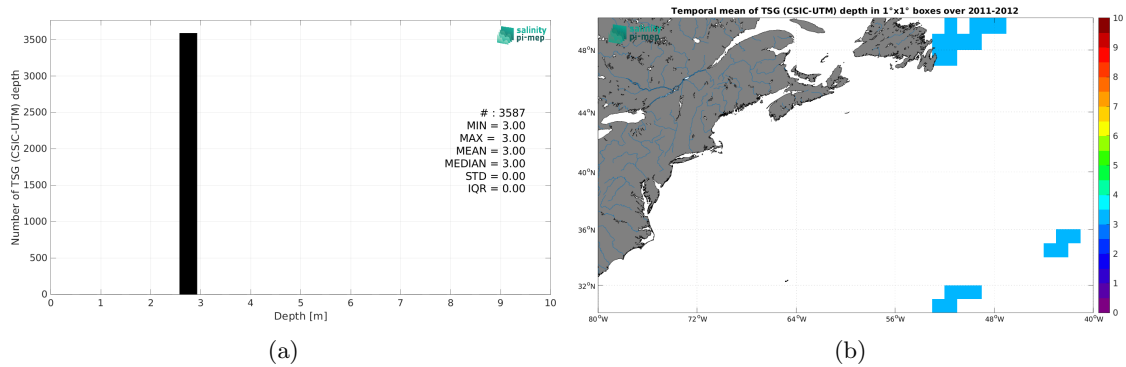 3500
3000
2500
2000
1500
1000
500
0
Number of TSG (CSIC-UTM) depth
salinity
pi-mep
# : 3587
MIN = 3.00
MAX = 3.00
MEAN = 3.00
MEDIAN = 3.00
STD = 0.00
IQR = 0.00
0 1 2 3 4 5 6 7 8 9 10
Depth [m]
(a)
Temporal mean of TSG (CSIC-UTM) depth in 1°x1° boxes over 2011-2012
pi-mep
48°N
44°N
40°N
36°N
32°N
80°W 72°W 64°W 56°W 48°W 40°W
10
9
8
7
6
5
4
3
2
1
0
(b)